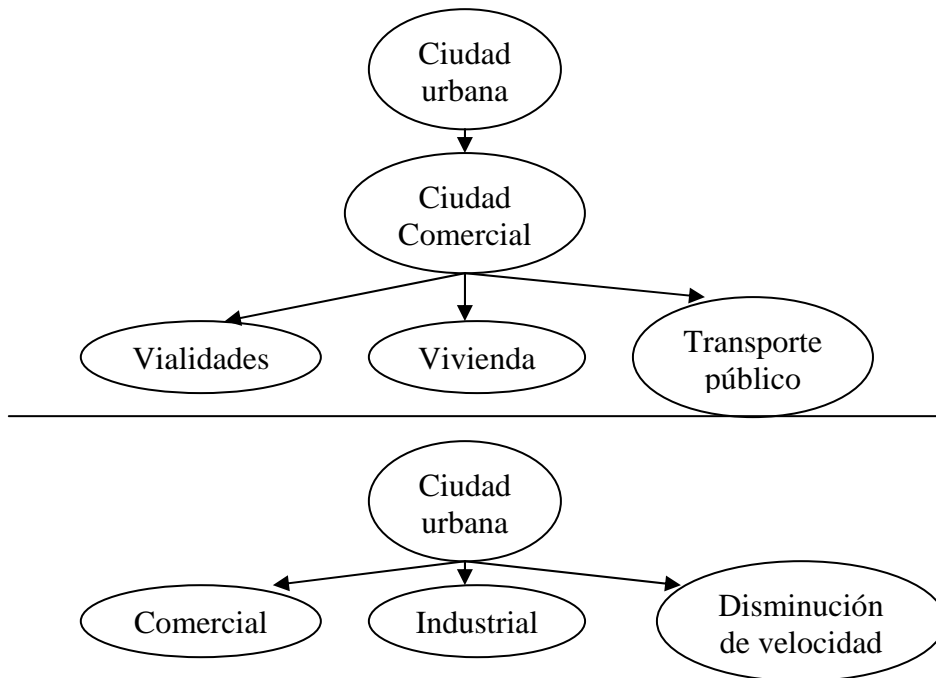 Ciudad
urbana
Ciudad
Comercial
Vialidades
Vivienda
Transporte
público
Ciudad
urbana
Comercial
Industrial
Disminución
de velocidad